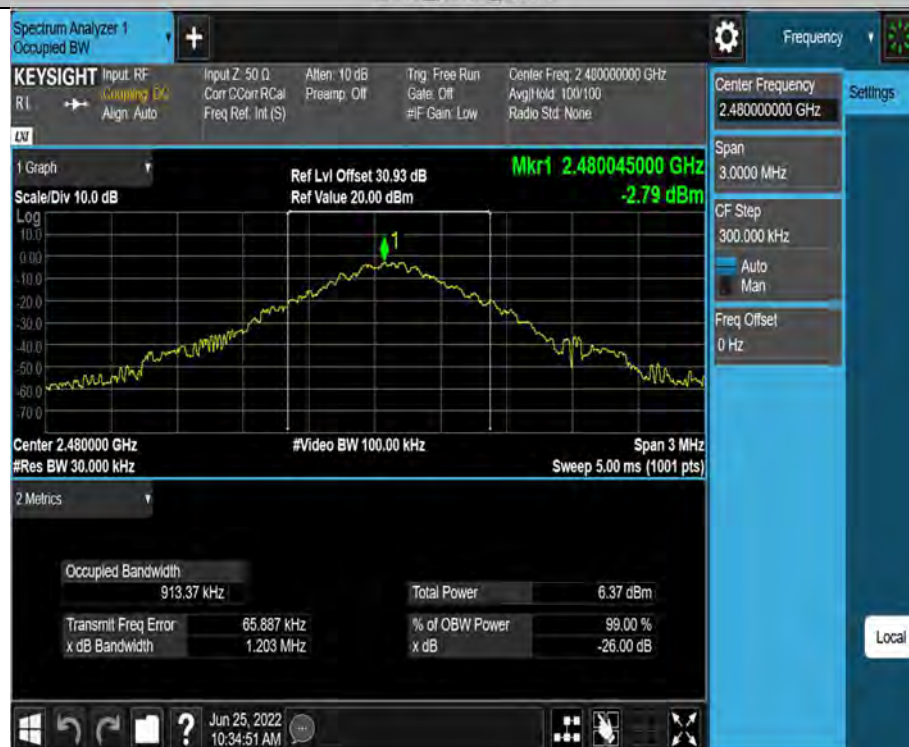 Spectrum Analyzer 1
Occupied BW
+
Frequency
KEYSIGHT
Input: RF
Coupling: DC
Align: Auto
Input Z: 50 Ω
Corr CCorr RCal
Freq Ref: Int (S)
Atten: 10 dB
Preamp: Off
Trig: Free Run
Gate: Off
#IF Gain: Low
Center Freq: 2.480000000 GHz
Avg|Hold: 100/100
Radio Std: None
LXI
Center Frequency
2.480000000 GHz
Settings
Span
3.0000 MHz
CF Step
300.000 kHz
Auto
Man
Freq Offset
0 Hz
1 Graph
Scale/Div 10.0 dB
Ref Lvl Offset 30.93 dB
Ref Value 20.00 dBm
Mkr1 2.480045000 GHz
-2.79 dBm
Log
10.0
0.00
-10.0
-20.0
-30.0
-40.0
-50.0
-60.0
-70.0
1
Center 2.480000 GHz
#Video BW 100.00 kHz
Span 3 MHz
#Res BW 30.000 kHz
Sweep 5.00 ms (1001 pts)
2 Metrics
Occupied Bandwidth
913.37 kHz
Total Power 6.37 dBm
Transmit Freq Error 65.887 kHz
% of OBW Power 99.00 %
x dB Bandwidth 1.203 MHz
x dB -26.00 dB
Local
?
Jun 25, 2022
10:34:51 AM